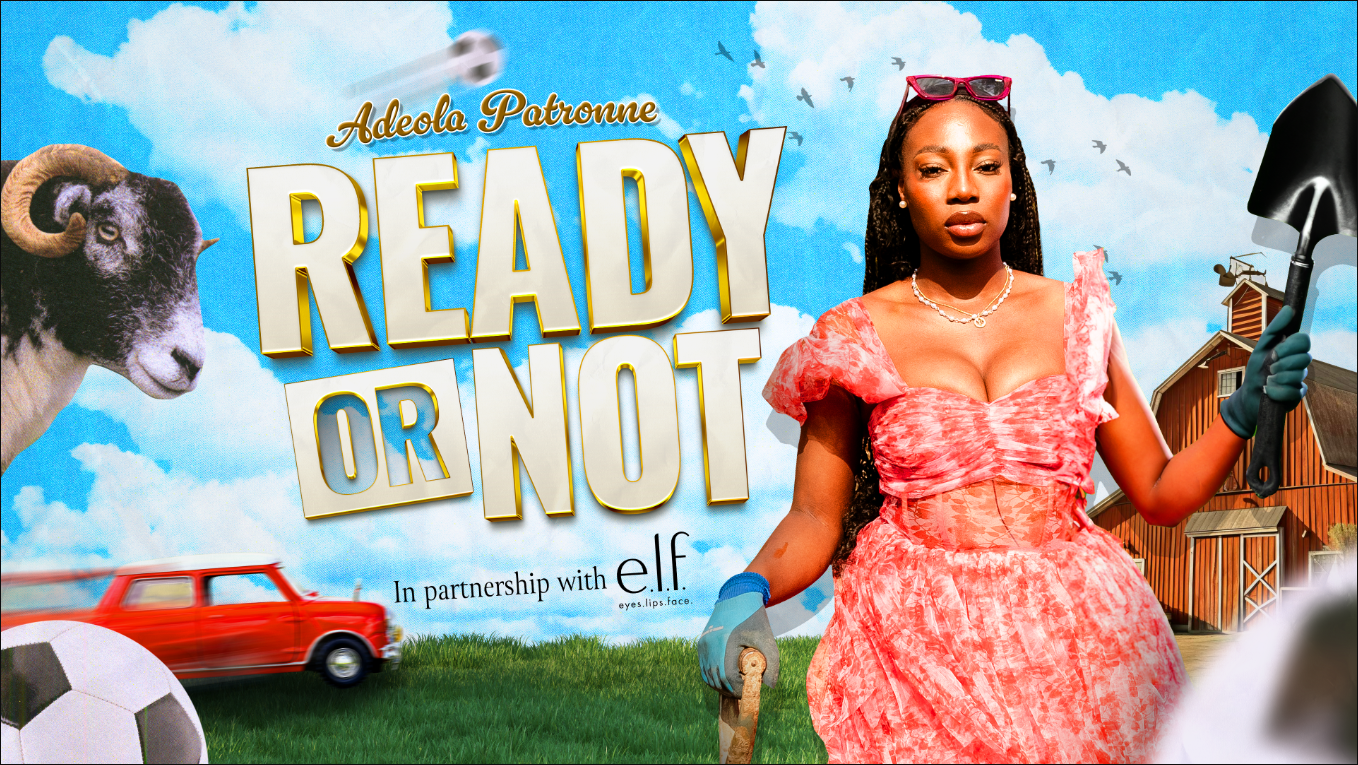 Adeola Patronne
READY
OR NOT
In partnership with e.l.f.
eyes.lips.face.